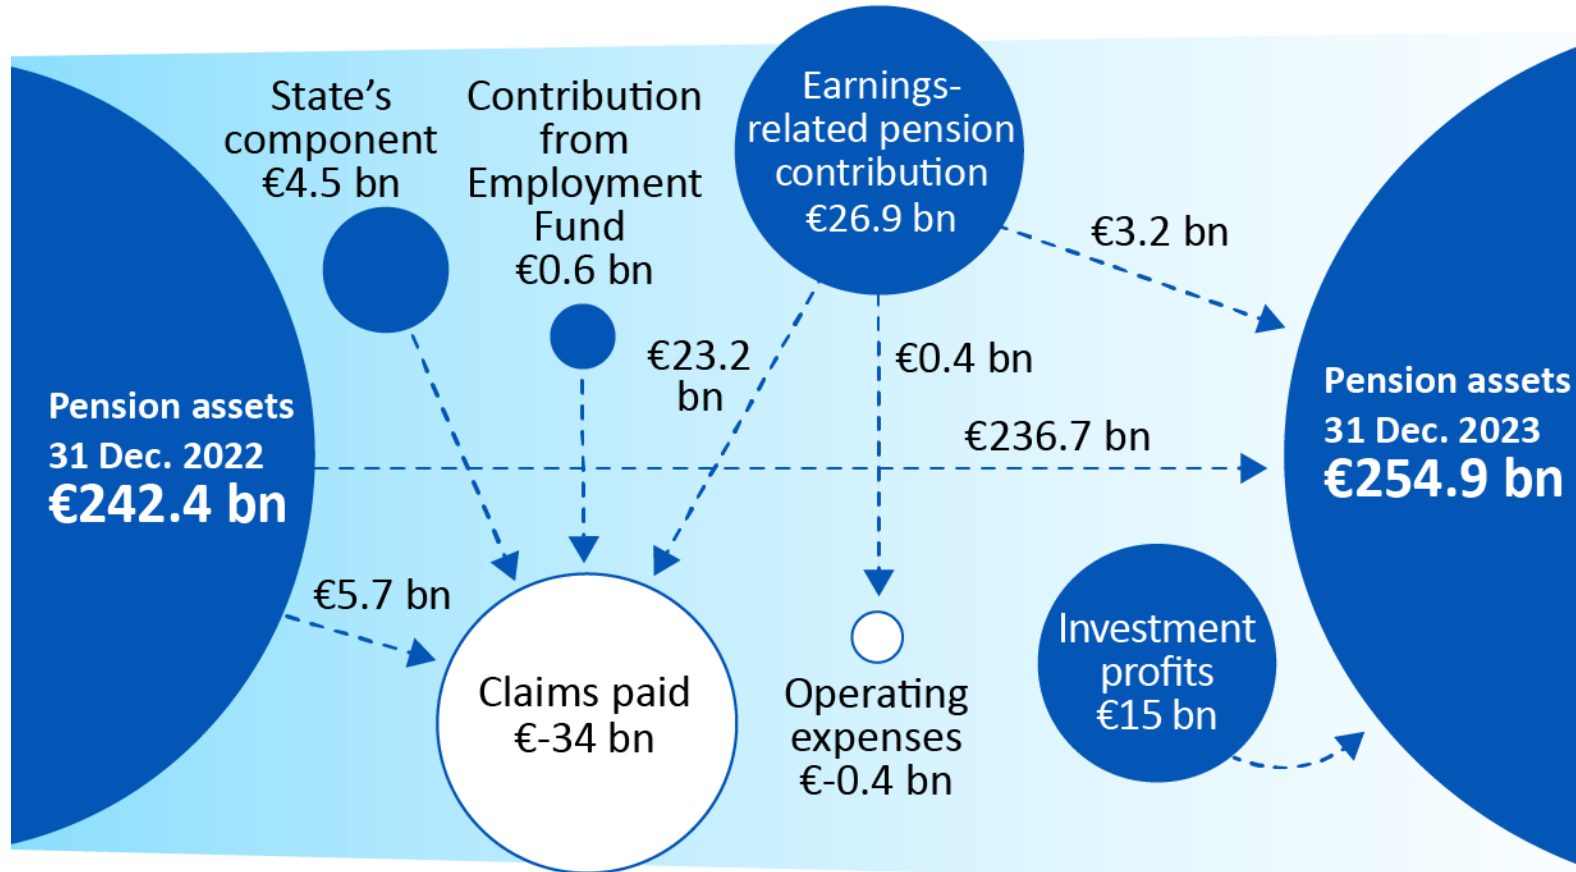 State’s
component
€4.5 bn
Contribution
from
Employment
Fund
€0.6 bn
Earnings-
related pension
contribution
€26.9 bn
€3.2 bn
€23.2
bn
€0.4 bn
Pension assets
31 Dec. 2022
€242.4 bn
€236.7 bn
Pension assets
31 Dec. 2023
€254.9 bn
€5.7 bn
Claims paid
€-34 bn
Operating
expenses
€-0.4 bn
Investment
profits
€15 bn